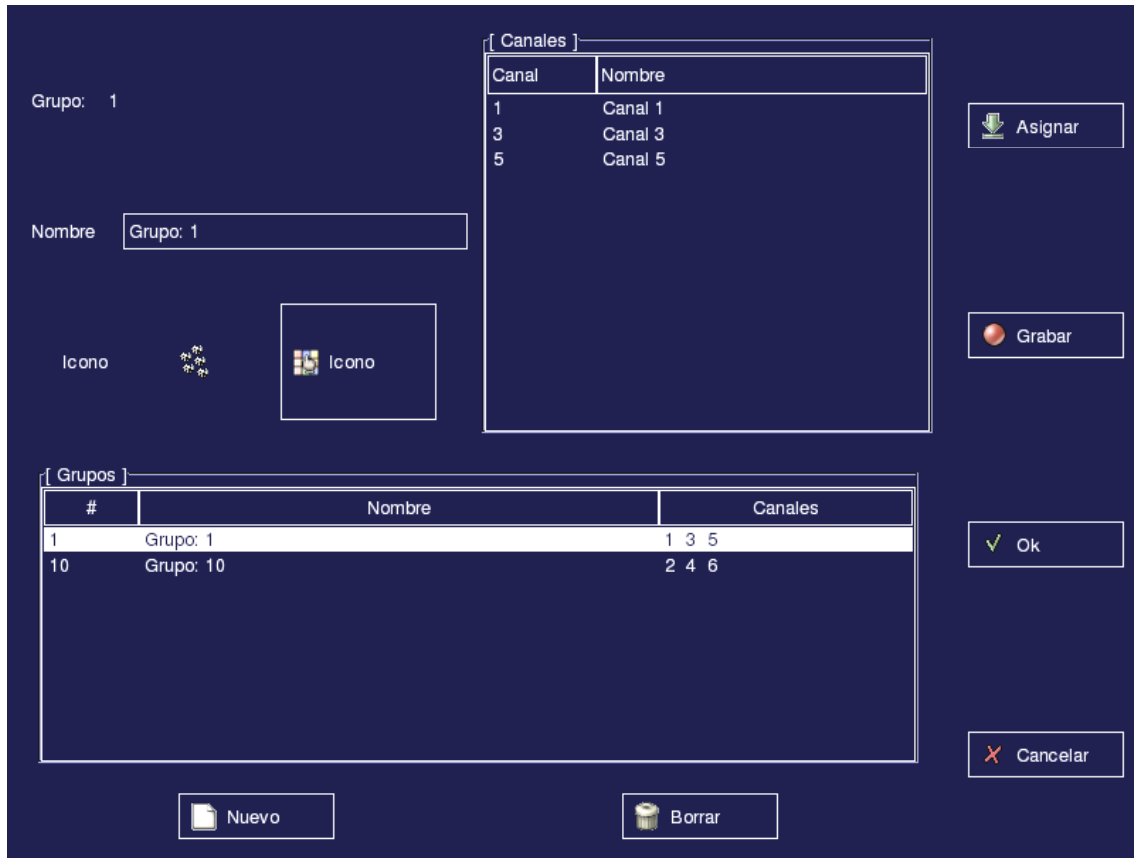 [ Canales ]
Canal Nombre
1 Canal 1
3 Canal 3
5 Canal 5
Grupo: 1
Nombre Grupo: 1
Icono Icono
Asignar
Grabar
[ Grupos ]
# Nombre Canales
1 Grupo: 1 1 3 5
10 Grupo: 10 2 4 6
Ok
Cancelar
Nuevo Borrar